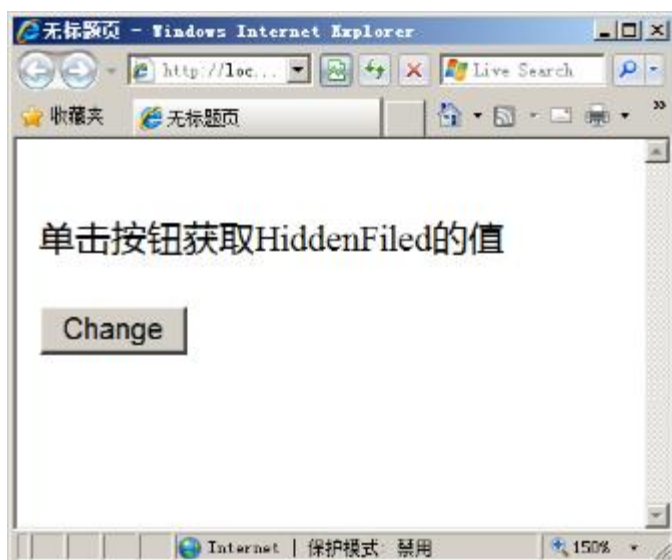 无标题页 - Windows Internet Explorer
http://loc... Live Search
收藏夹 无标题页 »
单击按钮获取HiddenFiled的值
Change
Internet | 保护模式: 禁用 150%